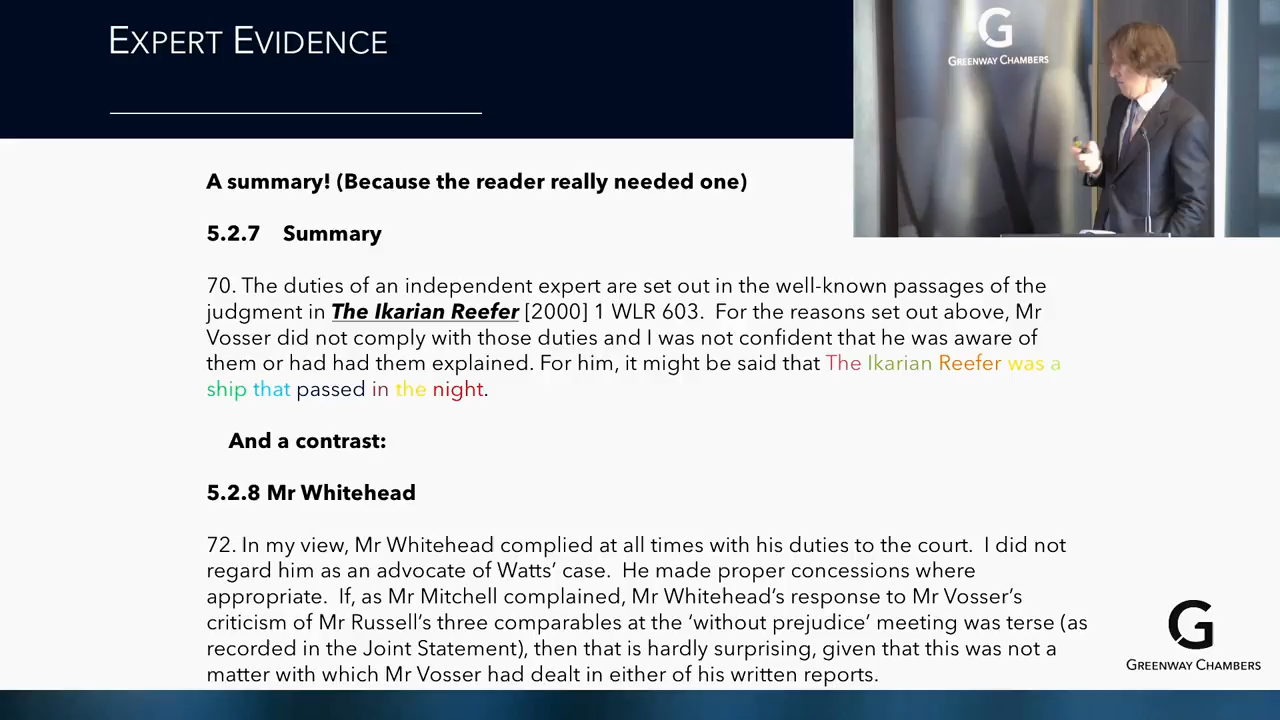 EXPERT EVIDENCE
G
GREENWAY CHAMBERS
A summary! (Because the reader really needed one)
5.2.7 Summary
70. The duties of an independent expert are set out in the well-known passages of the
judgment in The Ikarian Reefer [2000] 1 WLR 603. For the reasons set out above, Mr
Vosser did not comply with those duties and I was not confident that he was aware of
them or had had them explained. For him, it might be said that The Ikarian Reefer was a
ship that passed in the night.
And a contrast:
5.2.8 Mr Whitehead
72. In my view, Mr Whitehead complied at all times with his duties to the court. I did not
regard him as an advocate of Watts’ case. He made proper concessions where
appropriate. If, as Mr Mitchell complained, Mr Whitehead’s response to Mr Vosser’s
criticism of Mr Russell’s three comparables at the ‘without prejudice’ meeting was terse (as
recorded in the Joint Statement), then that is hardly surprising, given that this was not a
matter with which Mr Vosser had dealt in either of his written reports.
G
GREENWAY CHAMBERS